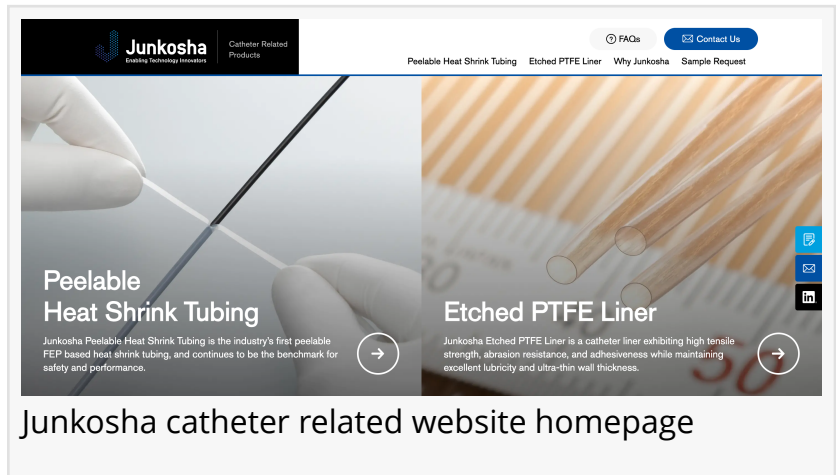 Junkosha
Enabling Technology Innovators
Catheter Related
Products
FAQs
Contact Us
Peelable Heat Shrink Tubing
Etched PTFE Liner
Why Junkosha
Sample Request
Peelable
Heat Shrink Tubing
Junkosha Peelable Heat Shrink Tubing is the industry's first peelable
FEP based heat shrink tubing, and continues to be the benchmark for
safety and performance.
Etched PTFE Liner
Junkosha Etched PTFE Liner is a catheter liner exhibiting high tensile
strength, abrasion resistance, and adhesiveness while maintaining
excellent lubricity and ultra-thin wall thickness.
50
in
Junkosha catheter related website homepage